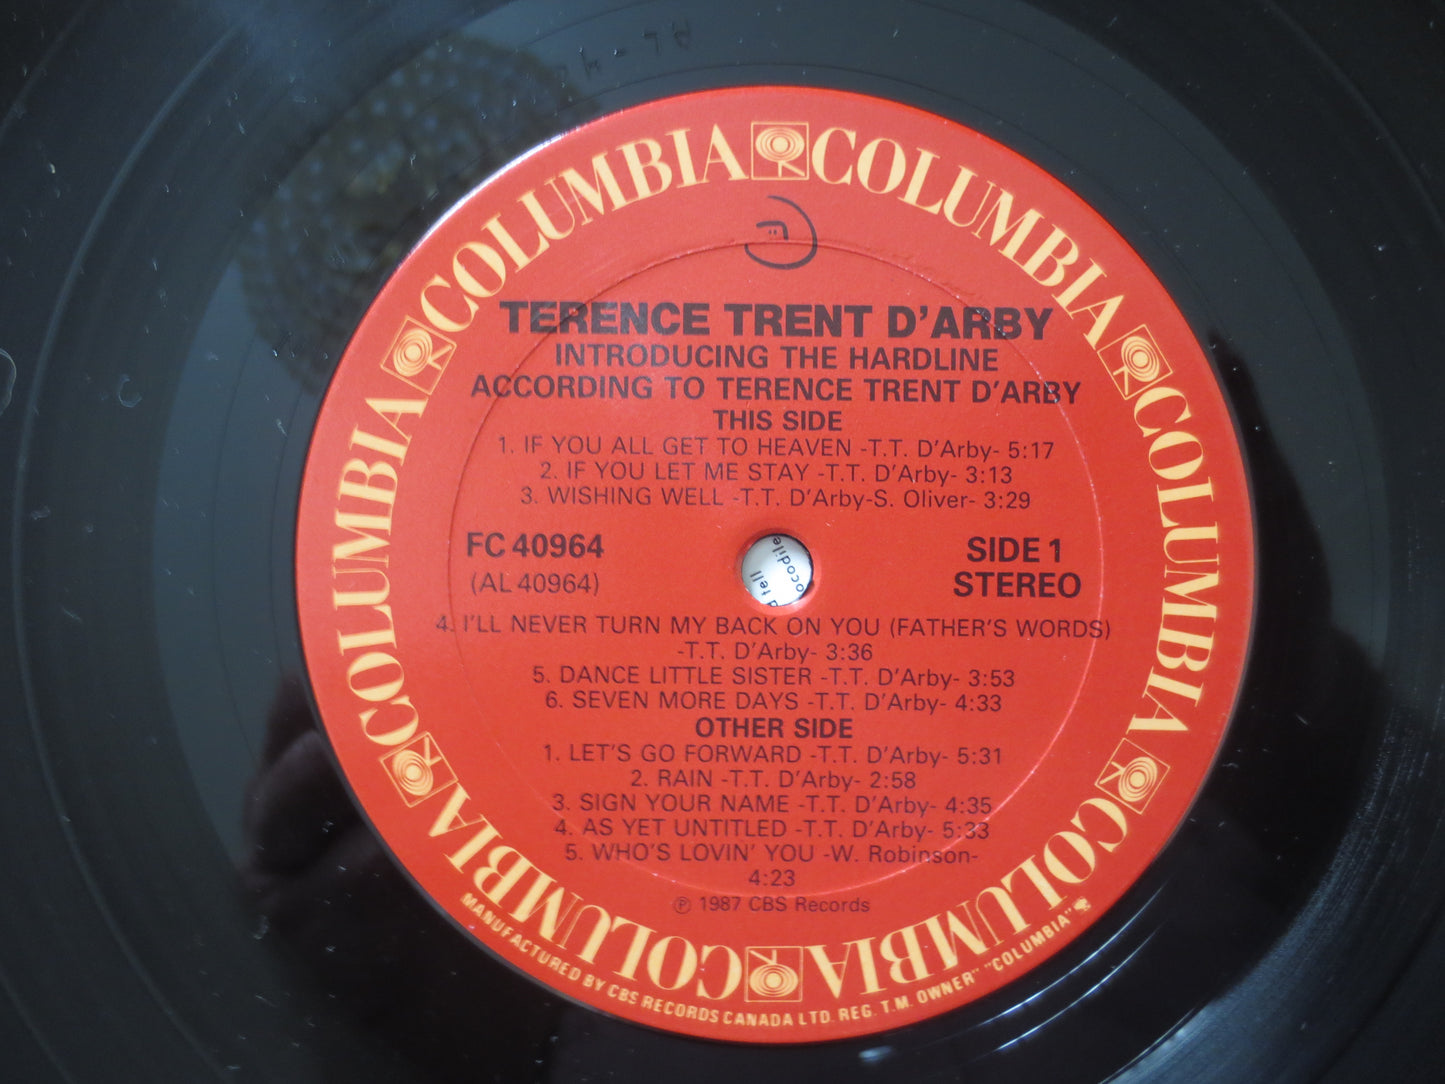 COLUMBIA COLUMBIA COLUMBIA COLUMBIA COLUMBIA COLUMBIA COLUMBIA COLUMBIA
TERENCE TRENT D'ARBY
INTRODUCING THE HARDLINE
ACCORDING TO TERENCE TRENT D'ARBY
THIS SIDE
1. IF YOU ALL GET TO HEAVEN -T.T. D'Arby- 5:17
2. IF YOU LET ME STAY -T.T. D'Arby- 3:13
3. WISHING WELL -T.T. D'Arby-S. Oliver- 3:29
FC 40964
(AL 40964)
SIDE 1
STEREO
d tell
ocodile
4. I'LL NEVER TURN MY BACK ON YOU (FATHER'S WORDS)
-T.T. D'Arby- 3:36
5. DANCE LITTLE SISTER -T.T. D'Arby- 3:53
6. SEVEN MORE DAYS -T.T. D'Arby- 4:33
OTHER SIDE
1. LET'S GO FORWARD -T.T. D'Arby- 5:31
2. RAIN -T.T. D'Arby- 2:58
3. SIGN YOUR NAME -T.T. D'Arby- 4:35
4. AS YET UNTITLED -T.T. D'Arby- 5:33
5. WHO'S LOVIN' YOU -W. Robinson-
4:23
℗ 1987 CBS Records
MANUFACTURED BY CBS RECORDS CANADA LTD. REG. T.M. OWNER" "COLUMBIA"